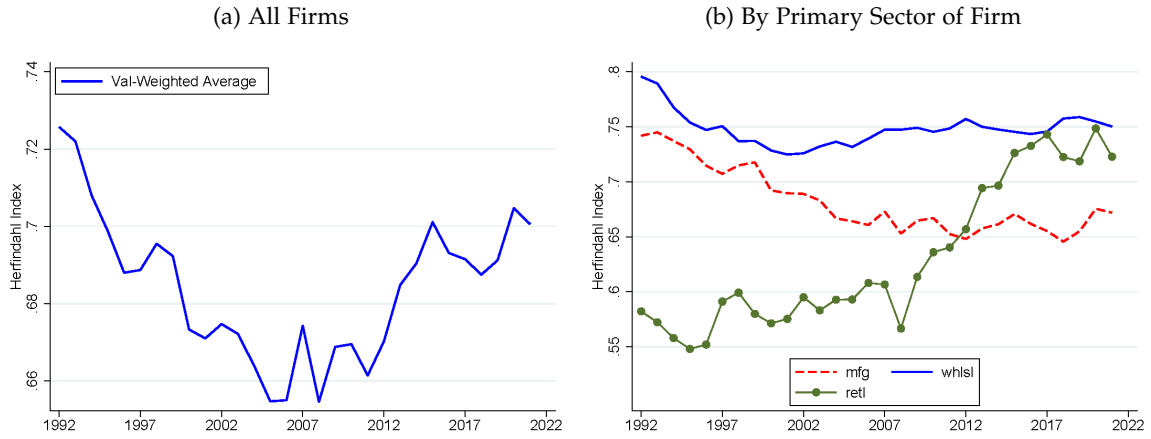 (a) All Firms
Herfindahl Index
.74
.72
.7
.68
.66
Val-Weighted Average
1992 1997 2002 2007 2012 2017 2022
(b) By Primary Sector of Firm
Herfindahl Index
.8
.75
.7
.65
.6
.55
mfg whlsl
retl
1992 1997 2002 2007 2012 2017 2022